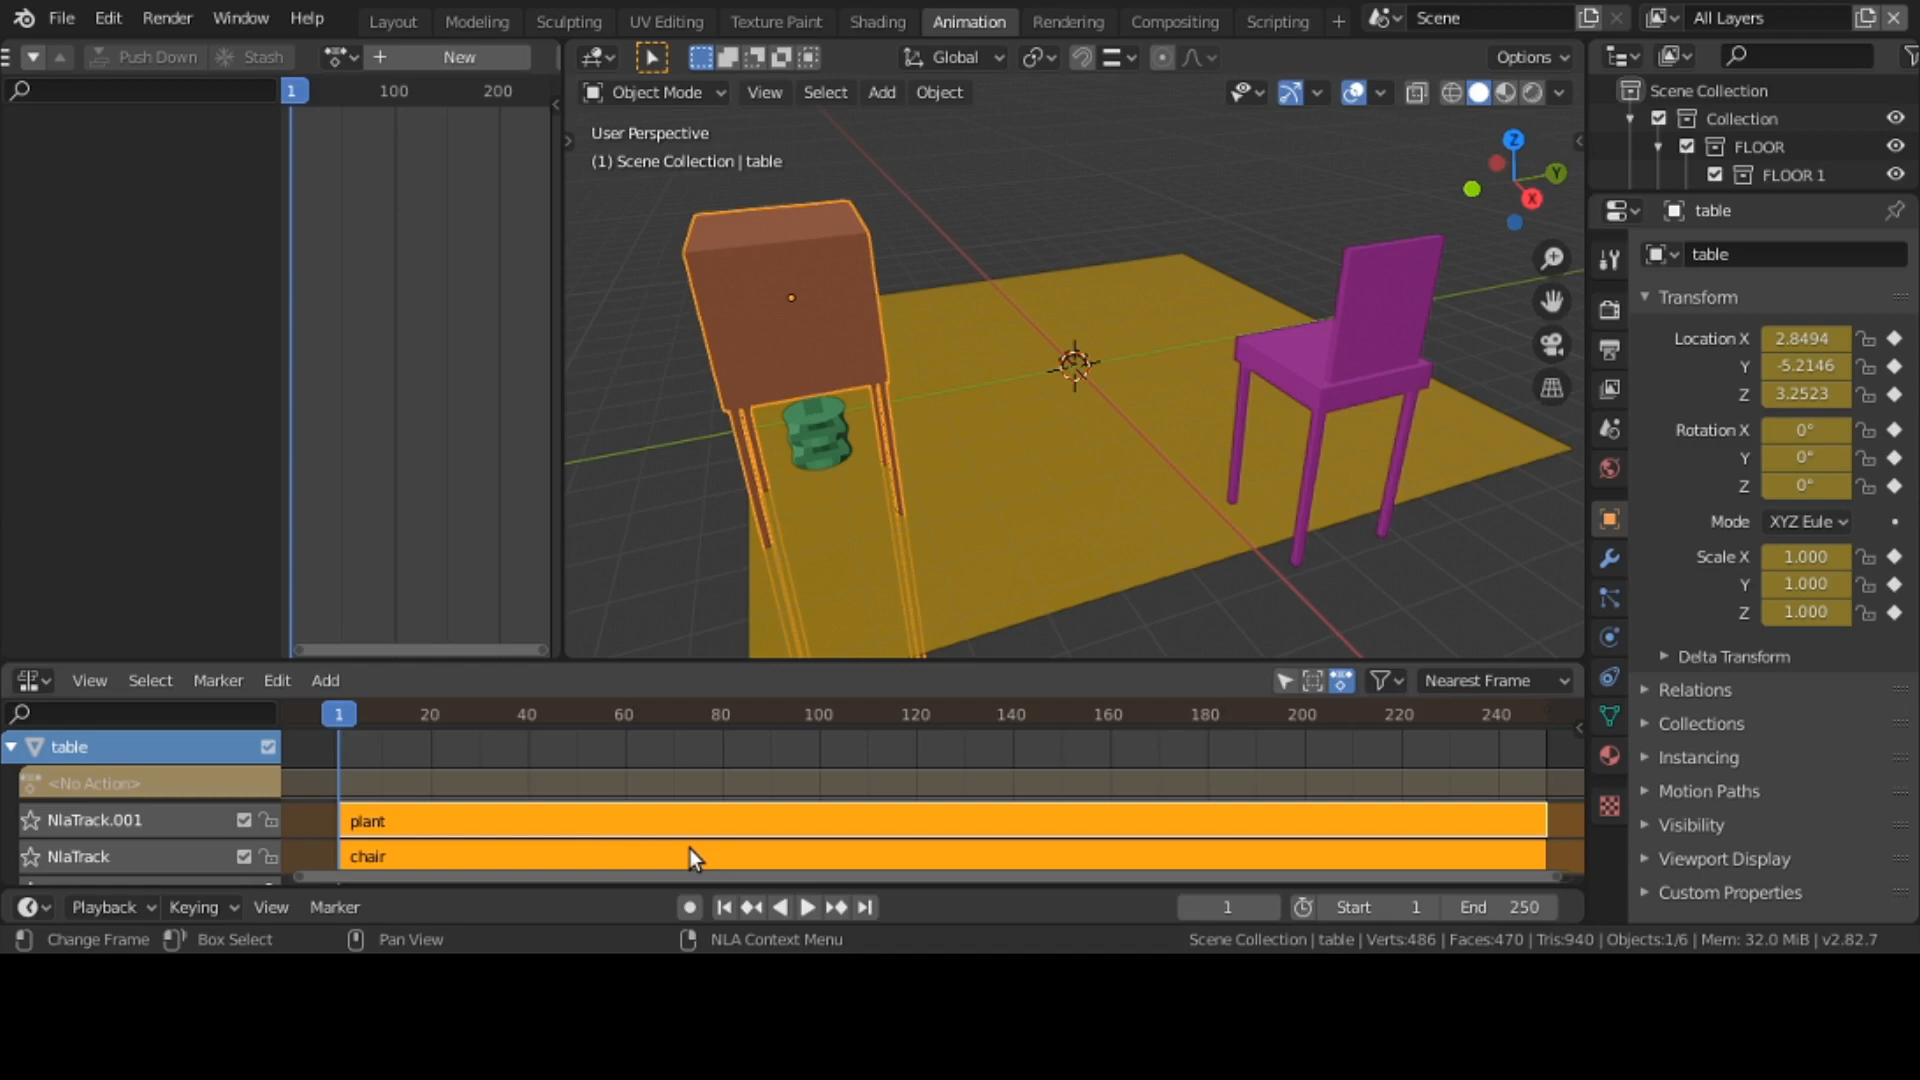 File Edit Render Window Help Layout Modeling Sculpting UV Editing Texture Paint Shading Animation Rendering Compositing Scripting + Scene All Layers
Push Down Stash + New Global Options
1 100 200
Object Mode View Select Add Object
User Perspective
(1) Scene Collection | table
Z
Y
X
Scene Collection
Collection
FLOOR
FLOOR 1
table
table
Transform
Location X 2.8494
Y -5.2146
Z 3.2523
Rotation X 0°
Y 0°
Z 0°
Mode XYZ Eule
Scale X 1.000
Y 1.000
Z 1.000
Delta Transform
Relations
Collections
Instancing
Motion Paths
Visibility
Viewport Display
Custom Properties
View Select Marker Edit Add Nearest Frame
1 20 40 60 80 100 120 140 160 180 200 220 240
table
<No Action>
NlaTrack.001 plant
NlaTrack chair
Playback Keying View Marker 1 Start 1 End 250
Change Frame Box Select Pan View NLA Context Menu Scene Collection | table | Verts:486 | Faces:470 | Tris:940 | Objects:1/6 | Mem: 32.0 MiB | v2.82.7